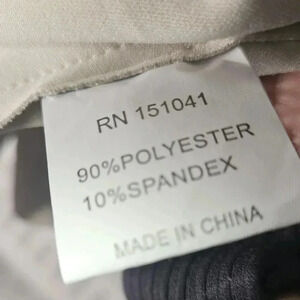 RN 151041
90%POLYESTER
10%SPANDEX
MADE IN CHINA